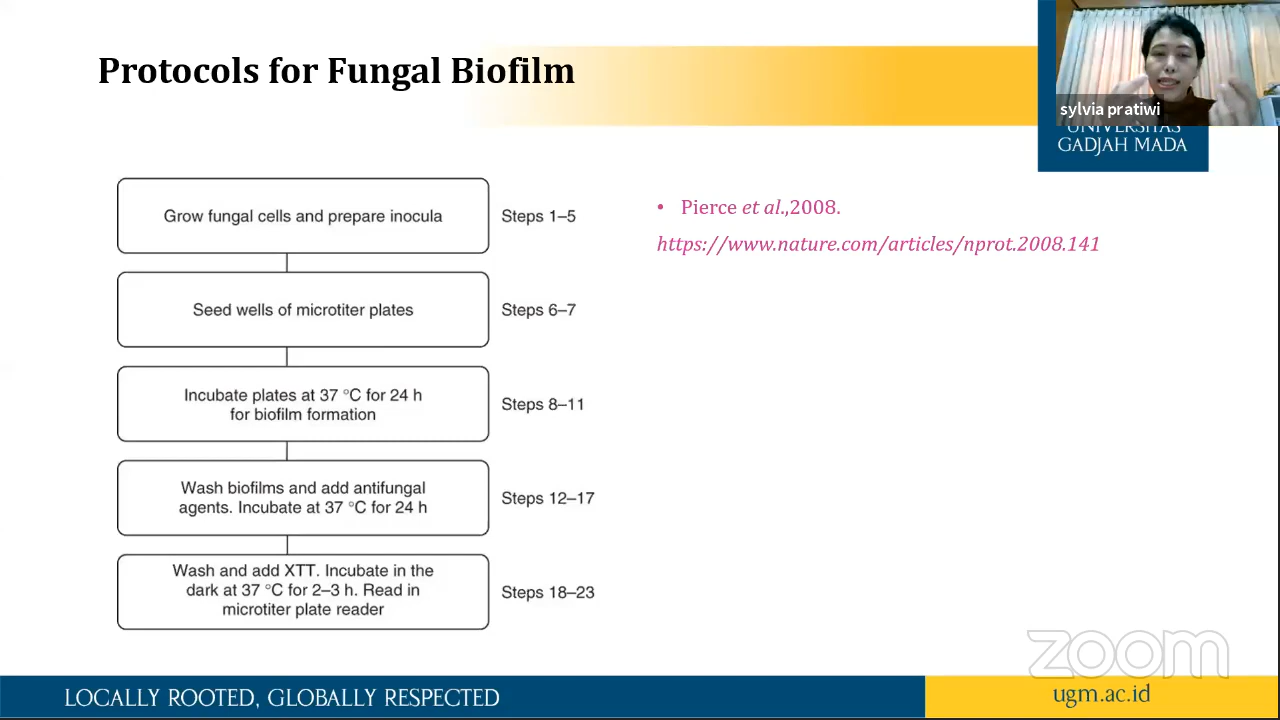 Protocols for Fungal Biofilm
sylvia pratiwi
UNIVERSITAS
GADJAH MADA
Grow fungal cells and prepare inocula
Steps 1–5
Seed wells of microtiter plates
Steps 6–7
Incubate plates at 37 °C for 24 h
for biofilm formation
Steps 8–11
Wash biofilms and add antifungal
agents. Incubate at 37 °C for 24 h
Steps 12–17
Wash and add XTT. Incubate in the
dark at 37 °C for 2–3 h. Read in
microtiter plate reader
Steps 18–23
• Pierce et al.,2008.
https://www.nature.com/articles/nprot.2008.141
zoom
LOCALLY ROOTED, GLOBALLY RESPECTED
ugm.ac.id